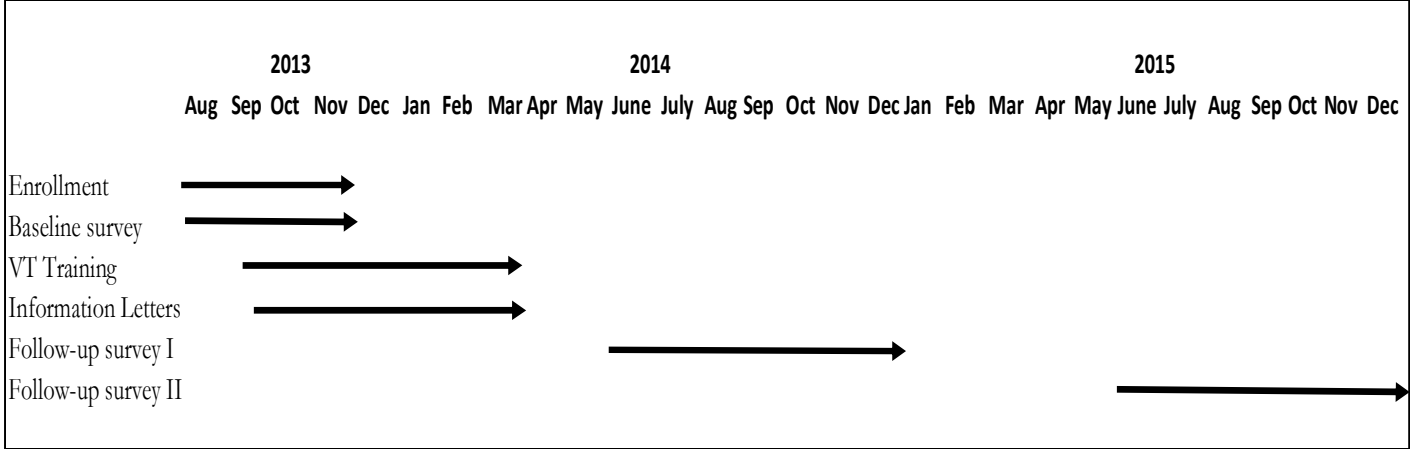 2013 2014 2015
Aug Sep Oct Nov Dec Jan Feb Mar Apr May June July Aug Sep Oct Nov Dec Jan Feb Mar Apr May June July Aug Sep Oct Nov Dec
Enrollment
Baseline survey
VT Training
Information Letters
Follow-up survey I
Follow-up survey II